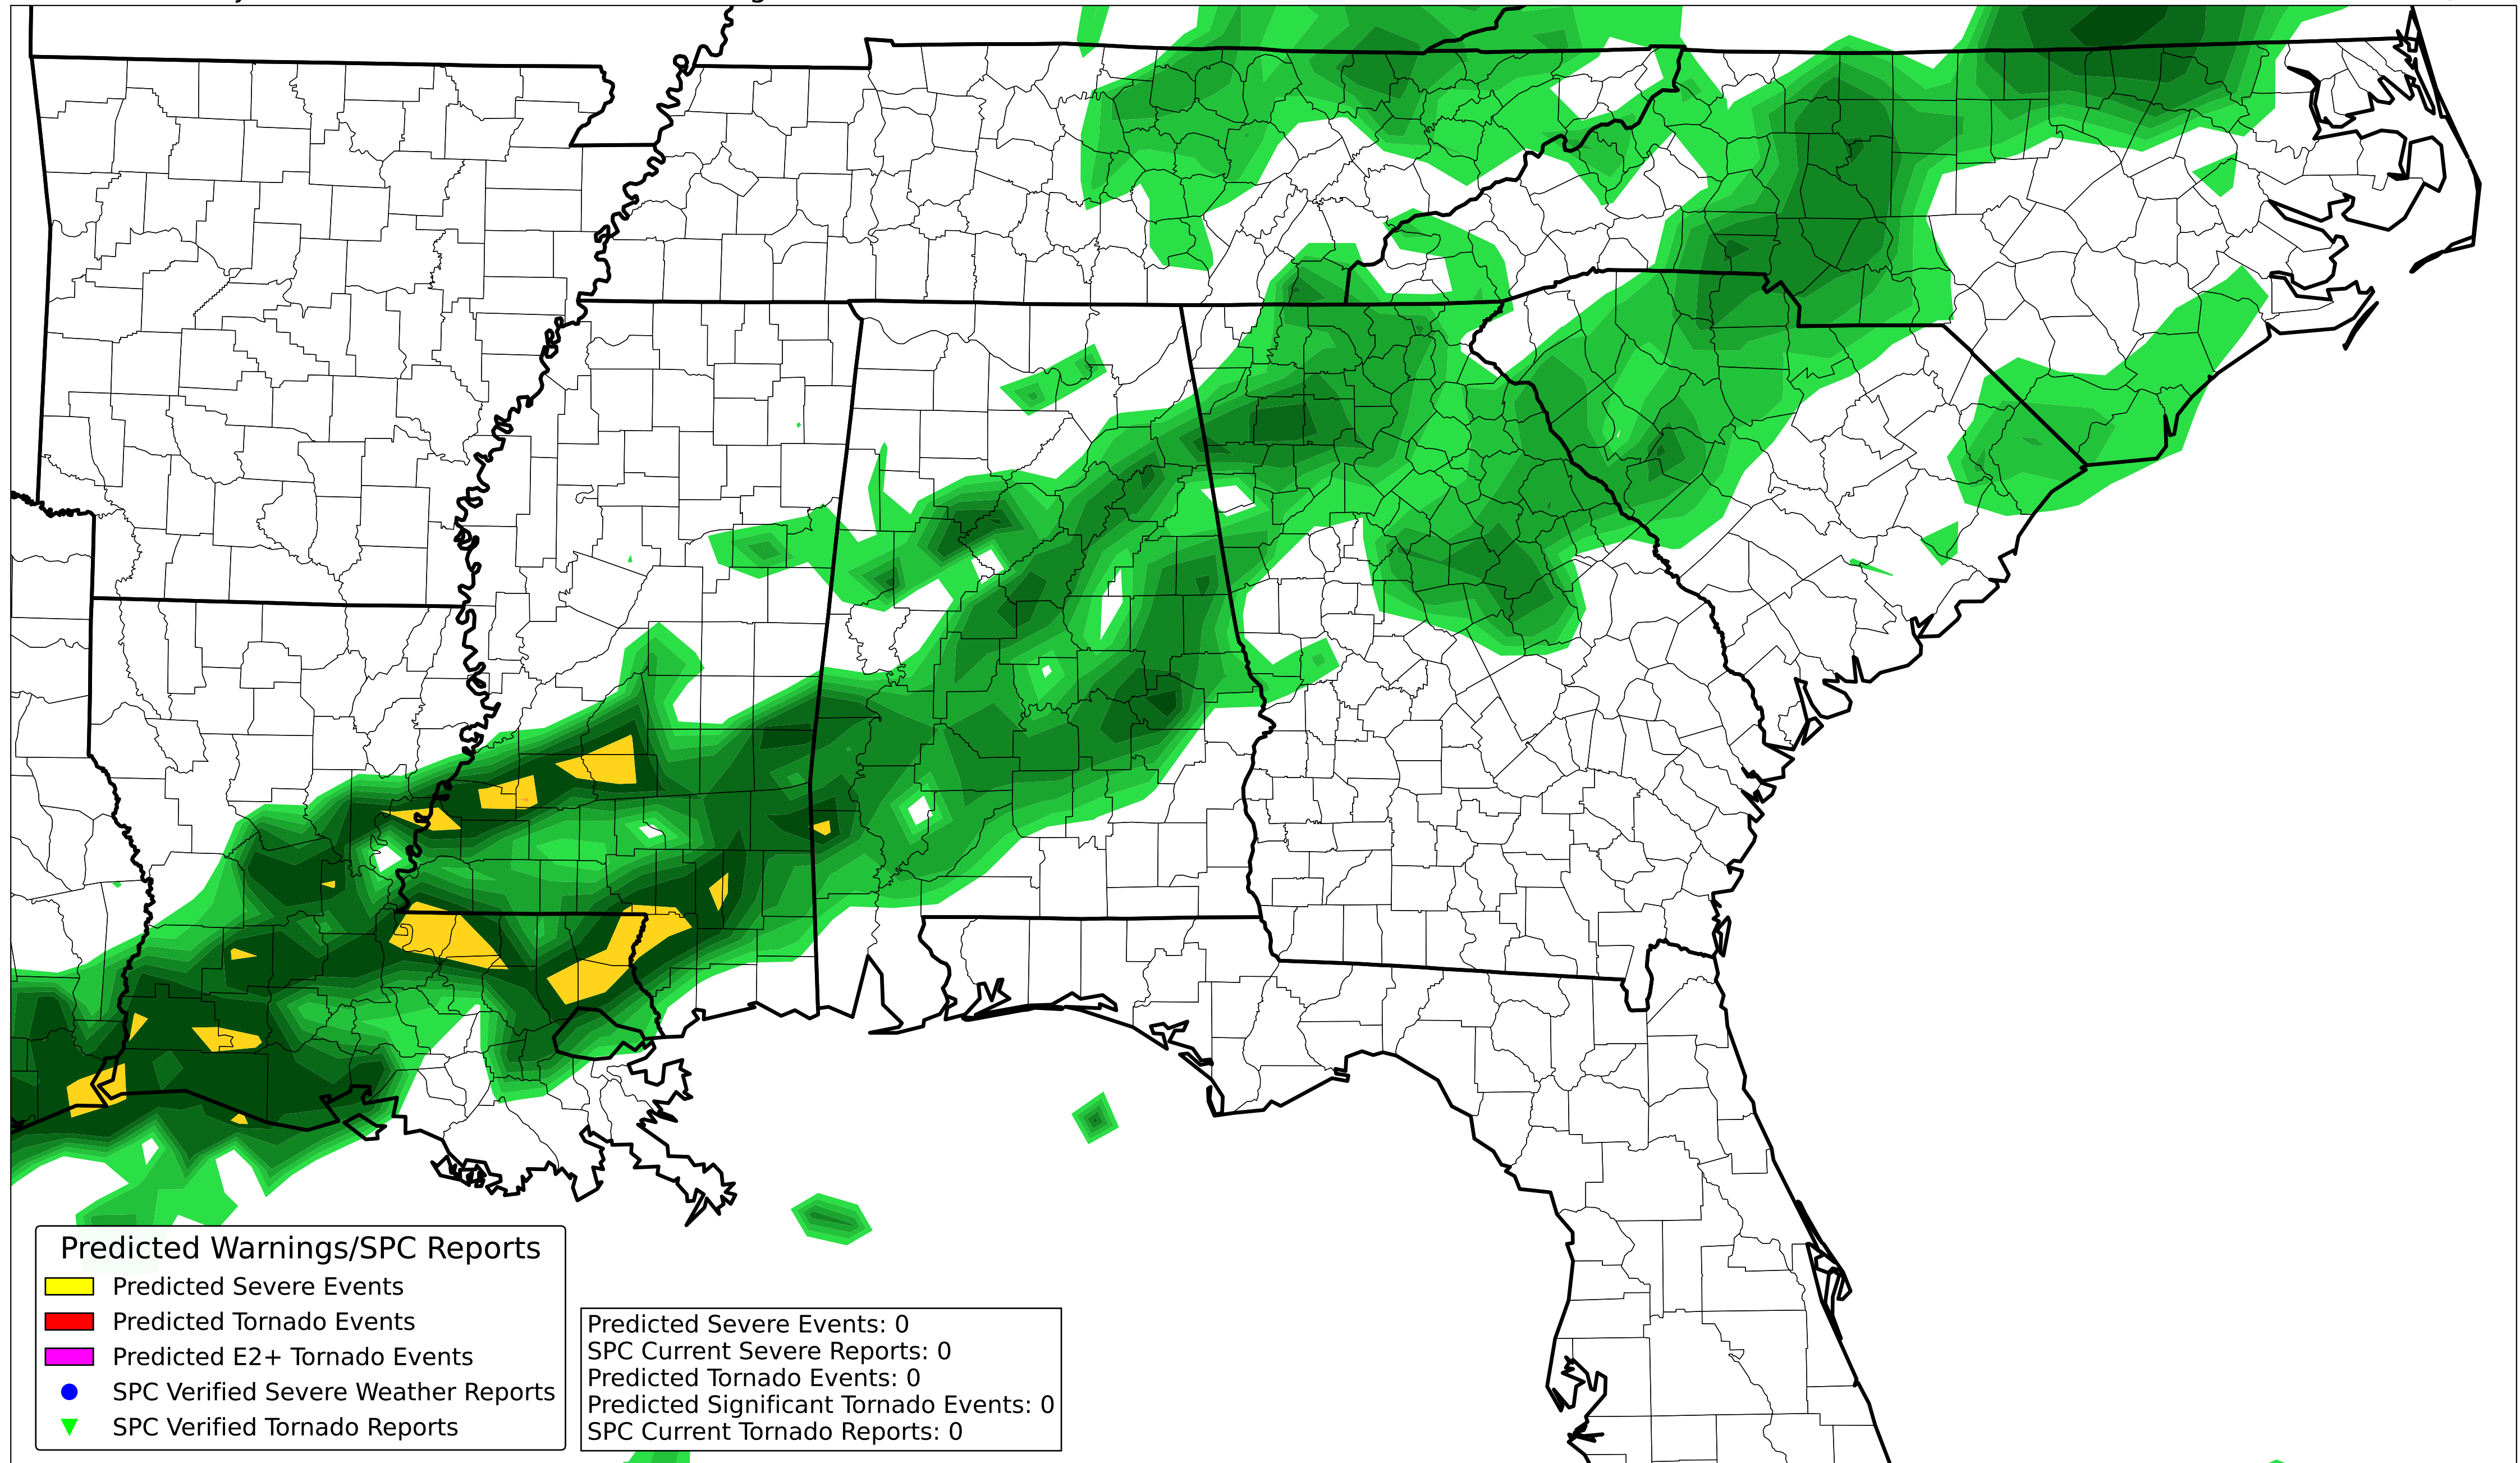 Predicted Warnings/SPC Reports
Predicted Severe Events
Predicted Tornado Events
Predicted E2+ Tornado Events
SPC Verified Severe Weather Reports
SPC Verified Tornado Reports
Predicted Severe Events: 0
SPC Current Severe Reports: 0
Predicted Tornado Events: 0
Predicted Significant Tornado Events: 0
SPC Current Tornado Reports: 0